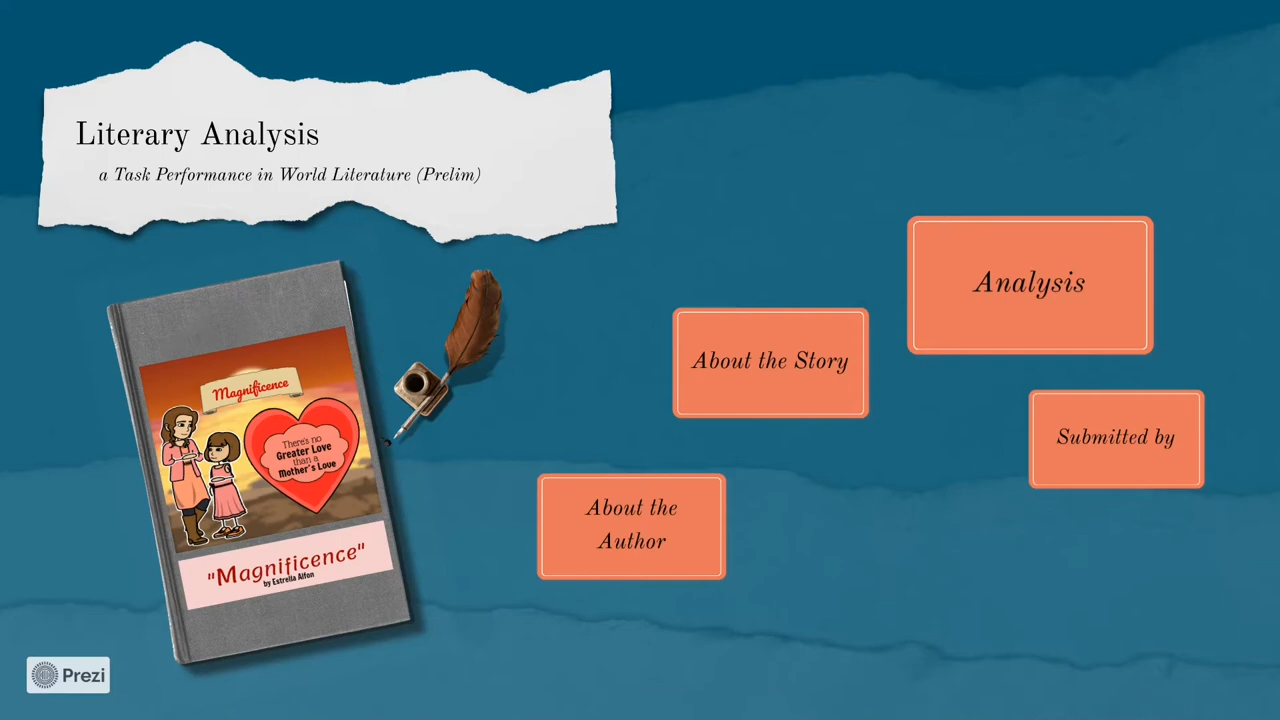 Literary Analysis
a Task Performance in World Literature (Prelim)
Magnificence
There's no
Greater Love
than a
Mother's Love
"Magnificence"
by Estrella Alfon
Analysis
About the Story
Submitted by
About the
Author
Prezi